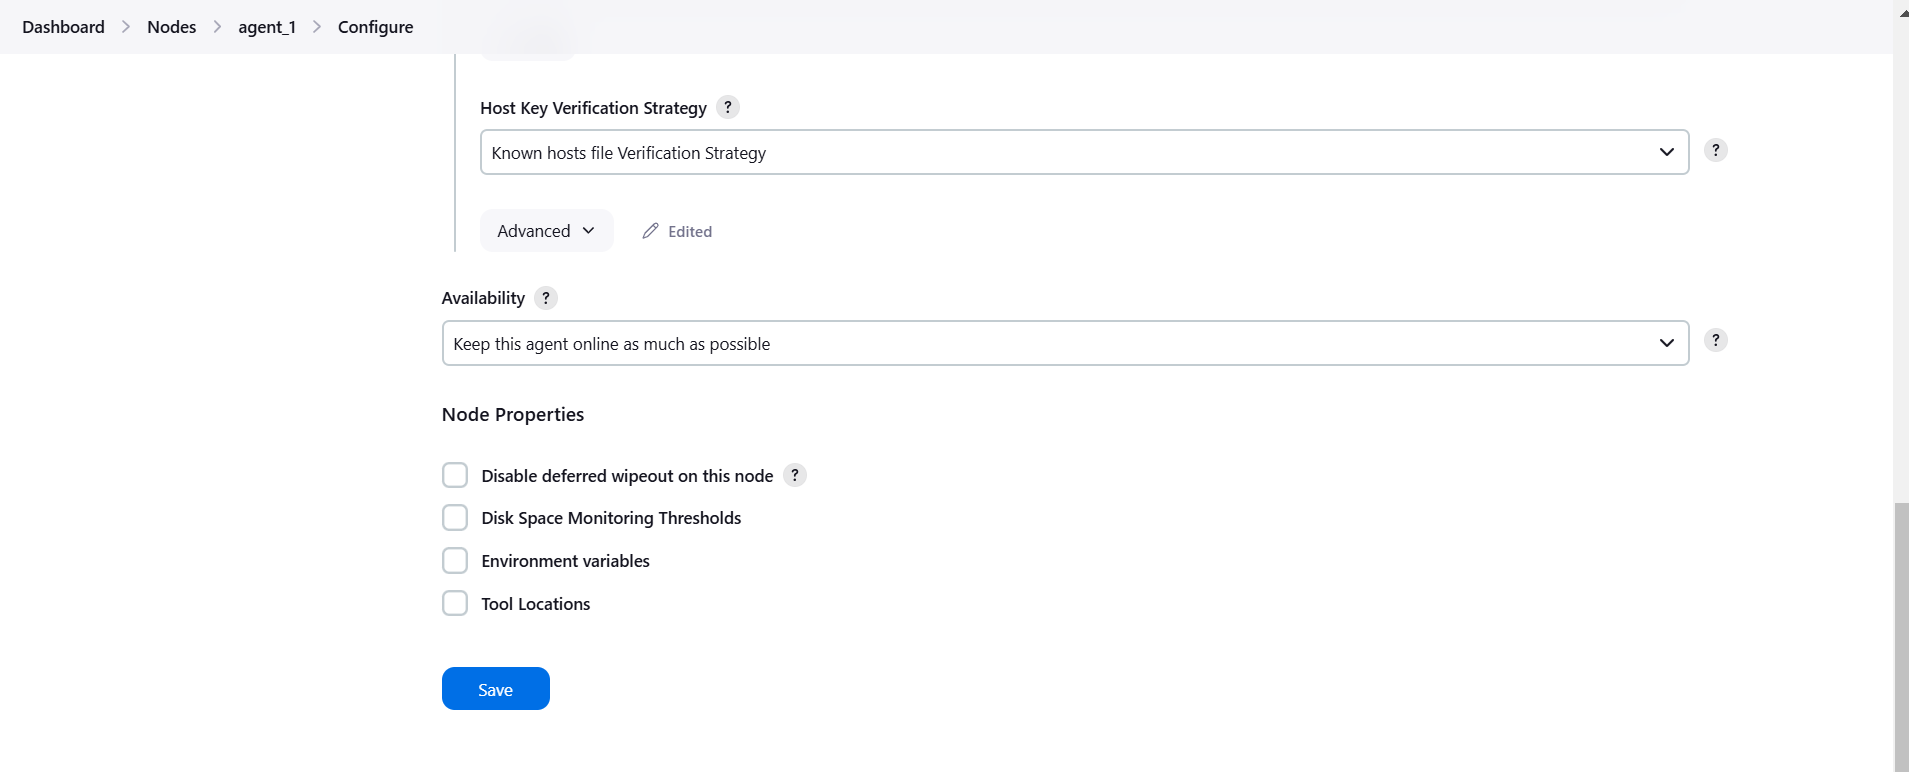 Dashboard > Nodes > agent_1 > Configure
Host Key Verification Strategy ?
Known hosts file Verification Strategy ?
Advanced Edited
Availability ?
Keep this agent online as much as possible ?
Node Properties
Disable deferred wipeout on this node ?
Disk Space Monitoring Thresholds
Environment variables
Tool Locations
Save